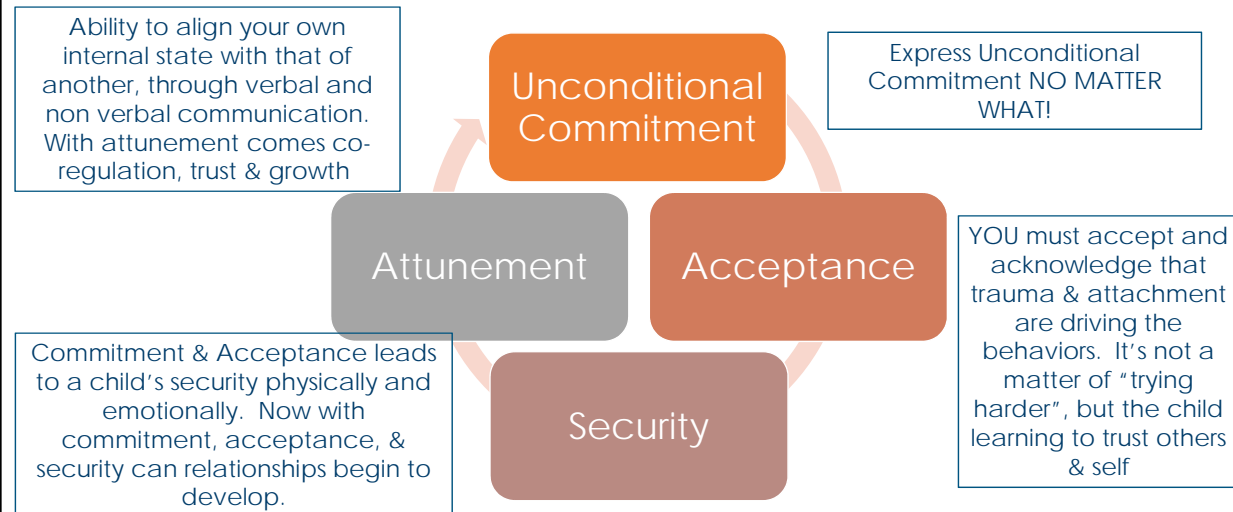 Ability to align your own
internal state with that of
another, through verbal and
non verbal communication.
With attunement comes co-
regulation, trust & growth
Unconditional
Commitment
Express Unconditional
Commitment NO MATTER
WHAT!
Attunement
Acceptance
YOU must accept and
acknowledge that
trauma & attachment
are driving the
behaviors. It's not a
matter of "trying
harder", but the child
learning to trust others
& self
Commitment & Acceptance leads
to a child's security physically and
emotionally. Now with
commitment, acceptance, &
security can relationships begin to
develop.
Security